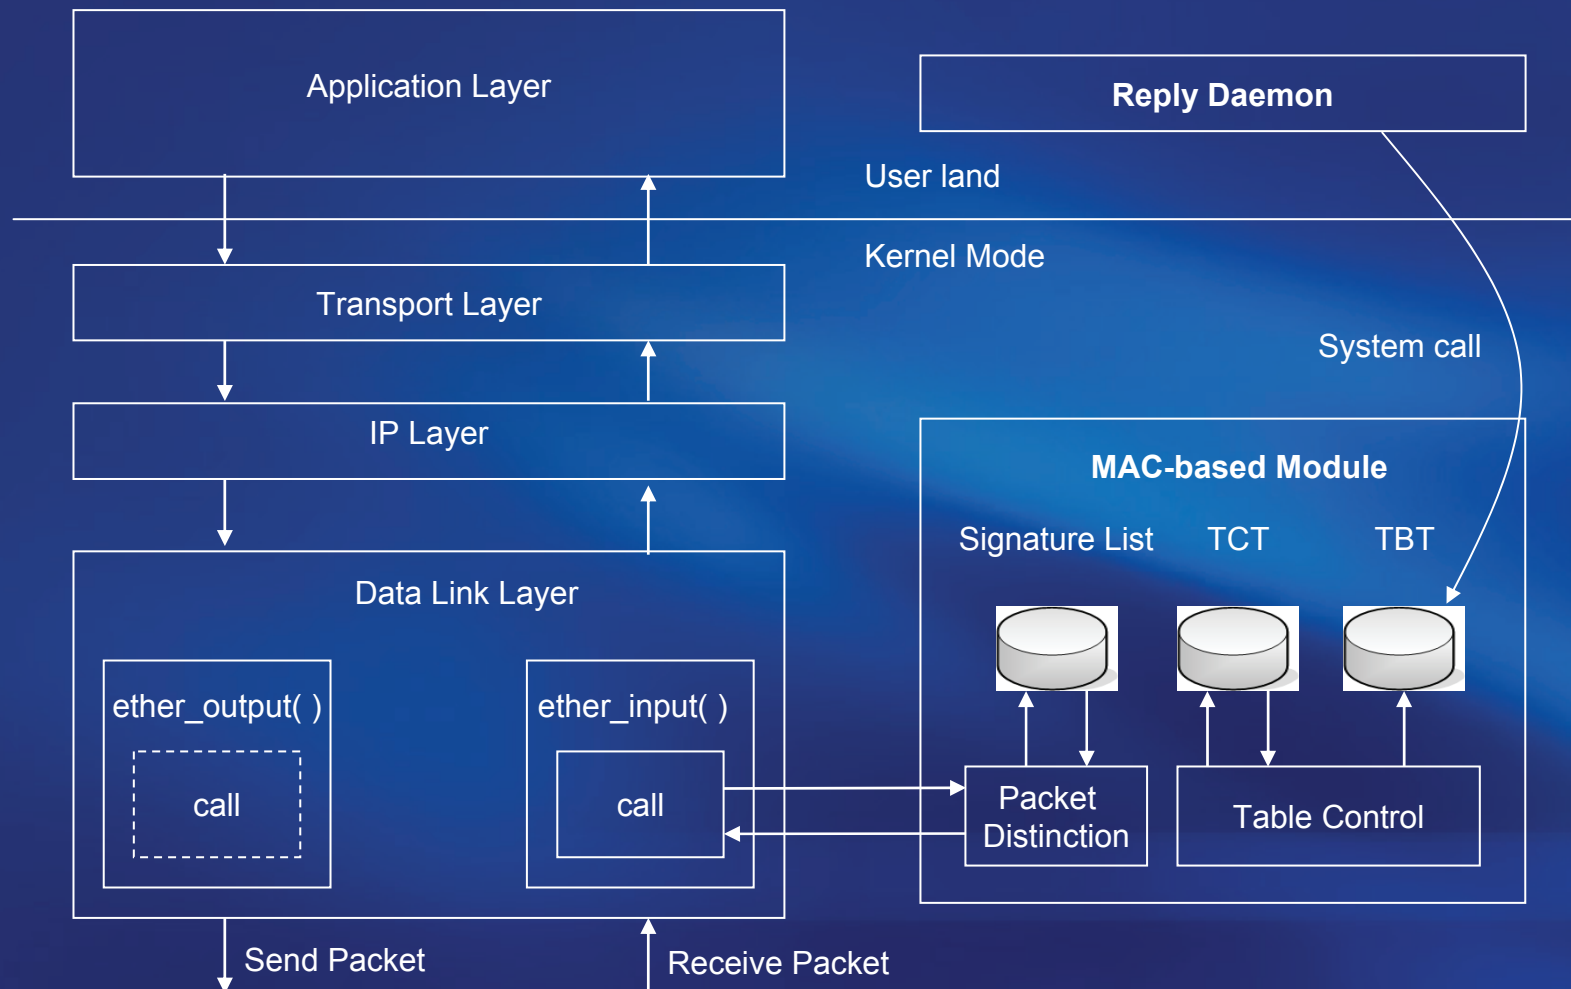 Application Layer
Reply Daemon
User land
Kernel Mode
Transport Layer
System call
IP Layer
MAC-based Module
Signature List
TCT
TBT
Data Link Layer
ether_output( )
ether_input( )
call
call
Packet
Distinction
Table Control
Send Packet
Receive Packet